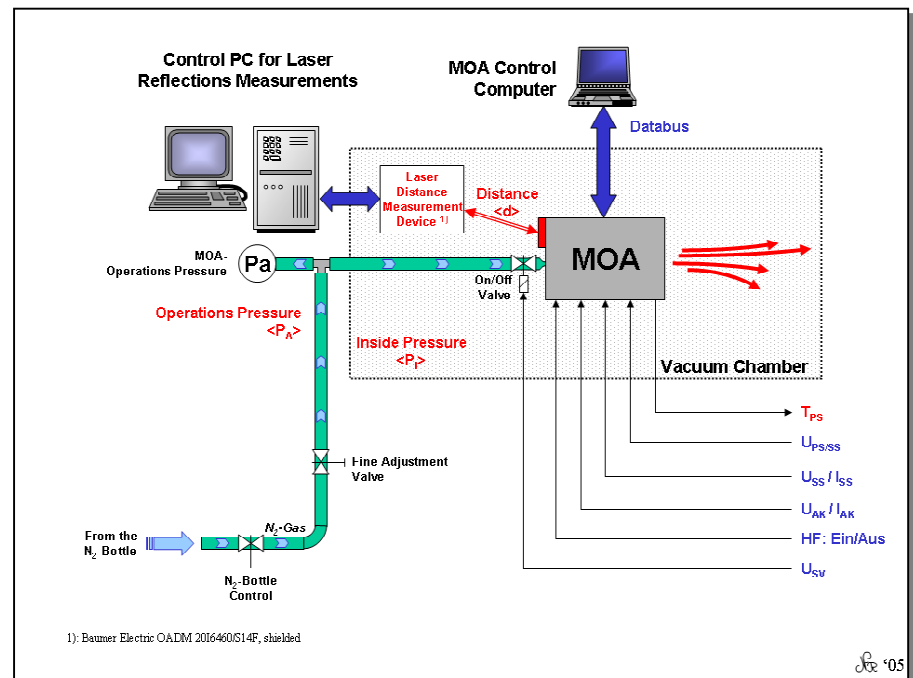 Control PC for Laser
Reflections Measurements
MOA Control
Computer
Databus
Laser
Distance
Measurement
Device 1)
Distance
<d>
MOA-
Operations Pressure
Pa
MOA
On/Off
Valve
Operations Pressure
<PA>
Inside Pressure
<PI>
Vacuum Chamber
TPS
UPS/SS
Fine Adjustment
Valve
USS / ISS
UAK / IAK
N2-Gas
From the
N2 Bottle
HF: Ein/Aus
USV
N2-Bottle
Control
1): Baumer Electric OADM 20I6460/S14F, shielded
'05